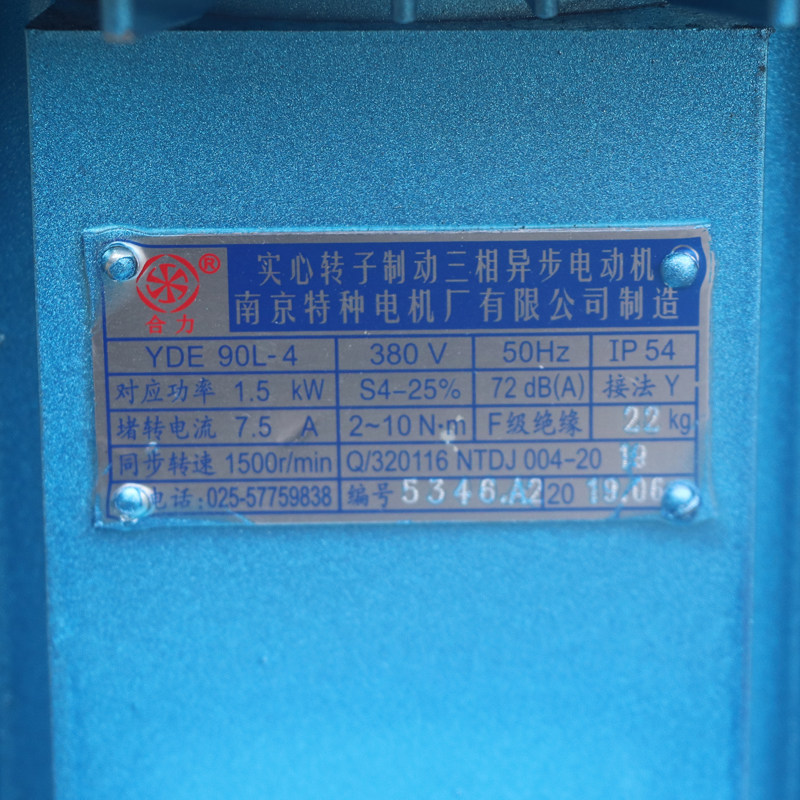 实心转子制动三相异步电动机
合力 ® 南京特种电机厂有限公司制造
YDE 90L-4 380 V 50Hz IP 54
对应功率 1.5 kW S4-25% 72 dB(A) 接法 Y
堵转电流 7.5 A 2~10 N·m F级绝缘 22 kg
同步转速 1500r/min Q/320116 NTDJ 004-20 19
电话:025-57759838 编号 5346.A2 20 19.06